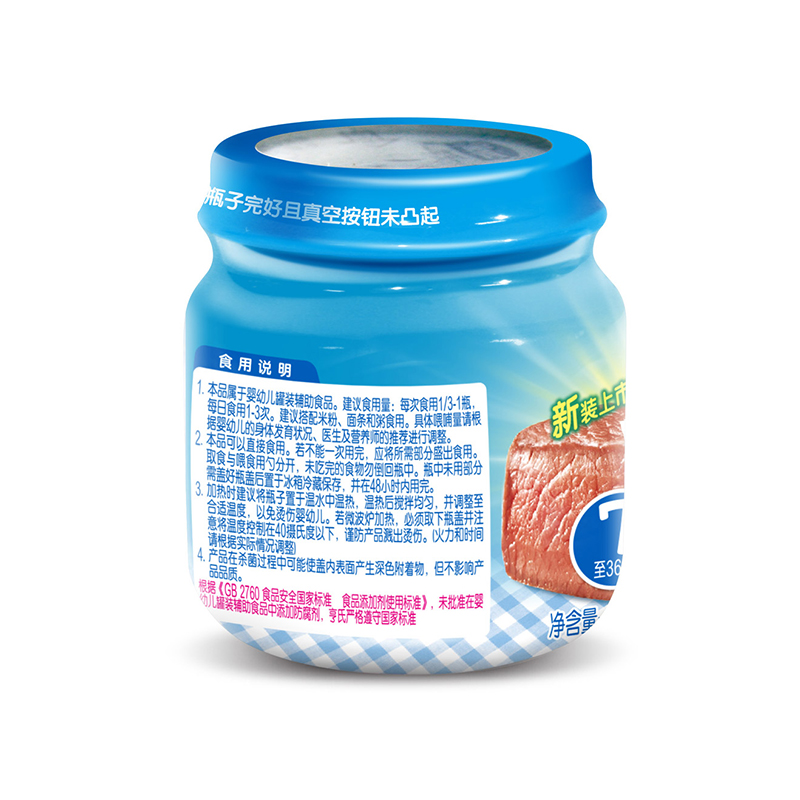 瓶子完好且真空按钮未凸起
食用说明
1. 本品属于婴幼儿罐装辅助食品。建议食用量：每次食用1/3-1瓶，
每日食用1-3次。建议搭配米粉、面条和粥食用。具体喂哺量请根
据婴幼儿的身体发育状况、医生及营养师的推荐进行调整。
2. 本品可以直接食用。若不能一次用完，应将所需部分盛出食用。
取食与喂食用勺分开，未吃完的食物勿倒回瓶中。瓶中未用部分
需盖好瓶盖后置于冰箱冷藏保存，并在48小时内用完。
3. 加热时建议将瓶子置于温水中温热，温热后搅拌均匀，并调整至
合适温度，以免烫伤婴幼儿。若微波炉加热，必须取下瓶盖并注
意将温度控制在40摄氏度以下，谨防产品溅出烫伤。(火力和时间
请根据实际情况调整)
4. 产品在杀菌过程中可能使盖内表面产生深色附着物，但不影响产
品品质。
根据《GB 2760 食品安全国家标准 食品添加剂使用标准》，未批准在婴
幼儿罐装辅助食品中添加防腐剂，亨氏严格遵守国家标准
新装上市
7
至36
净含量